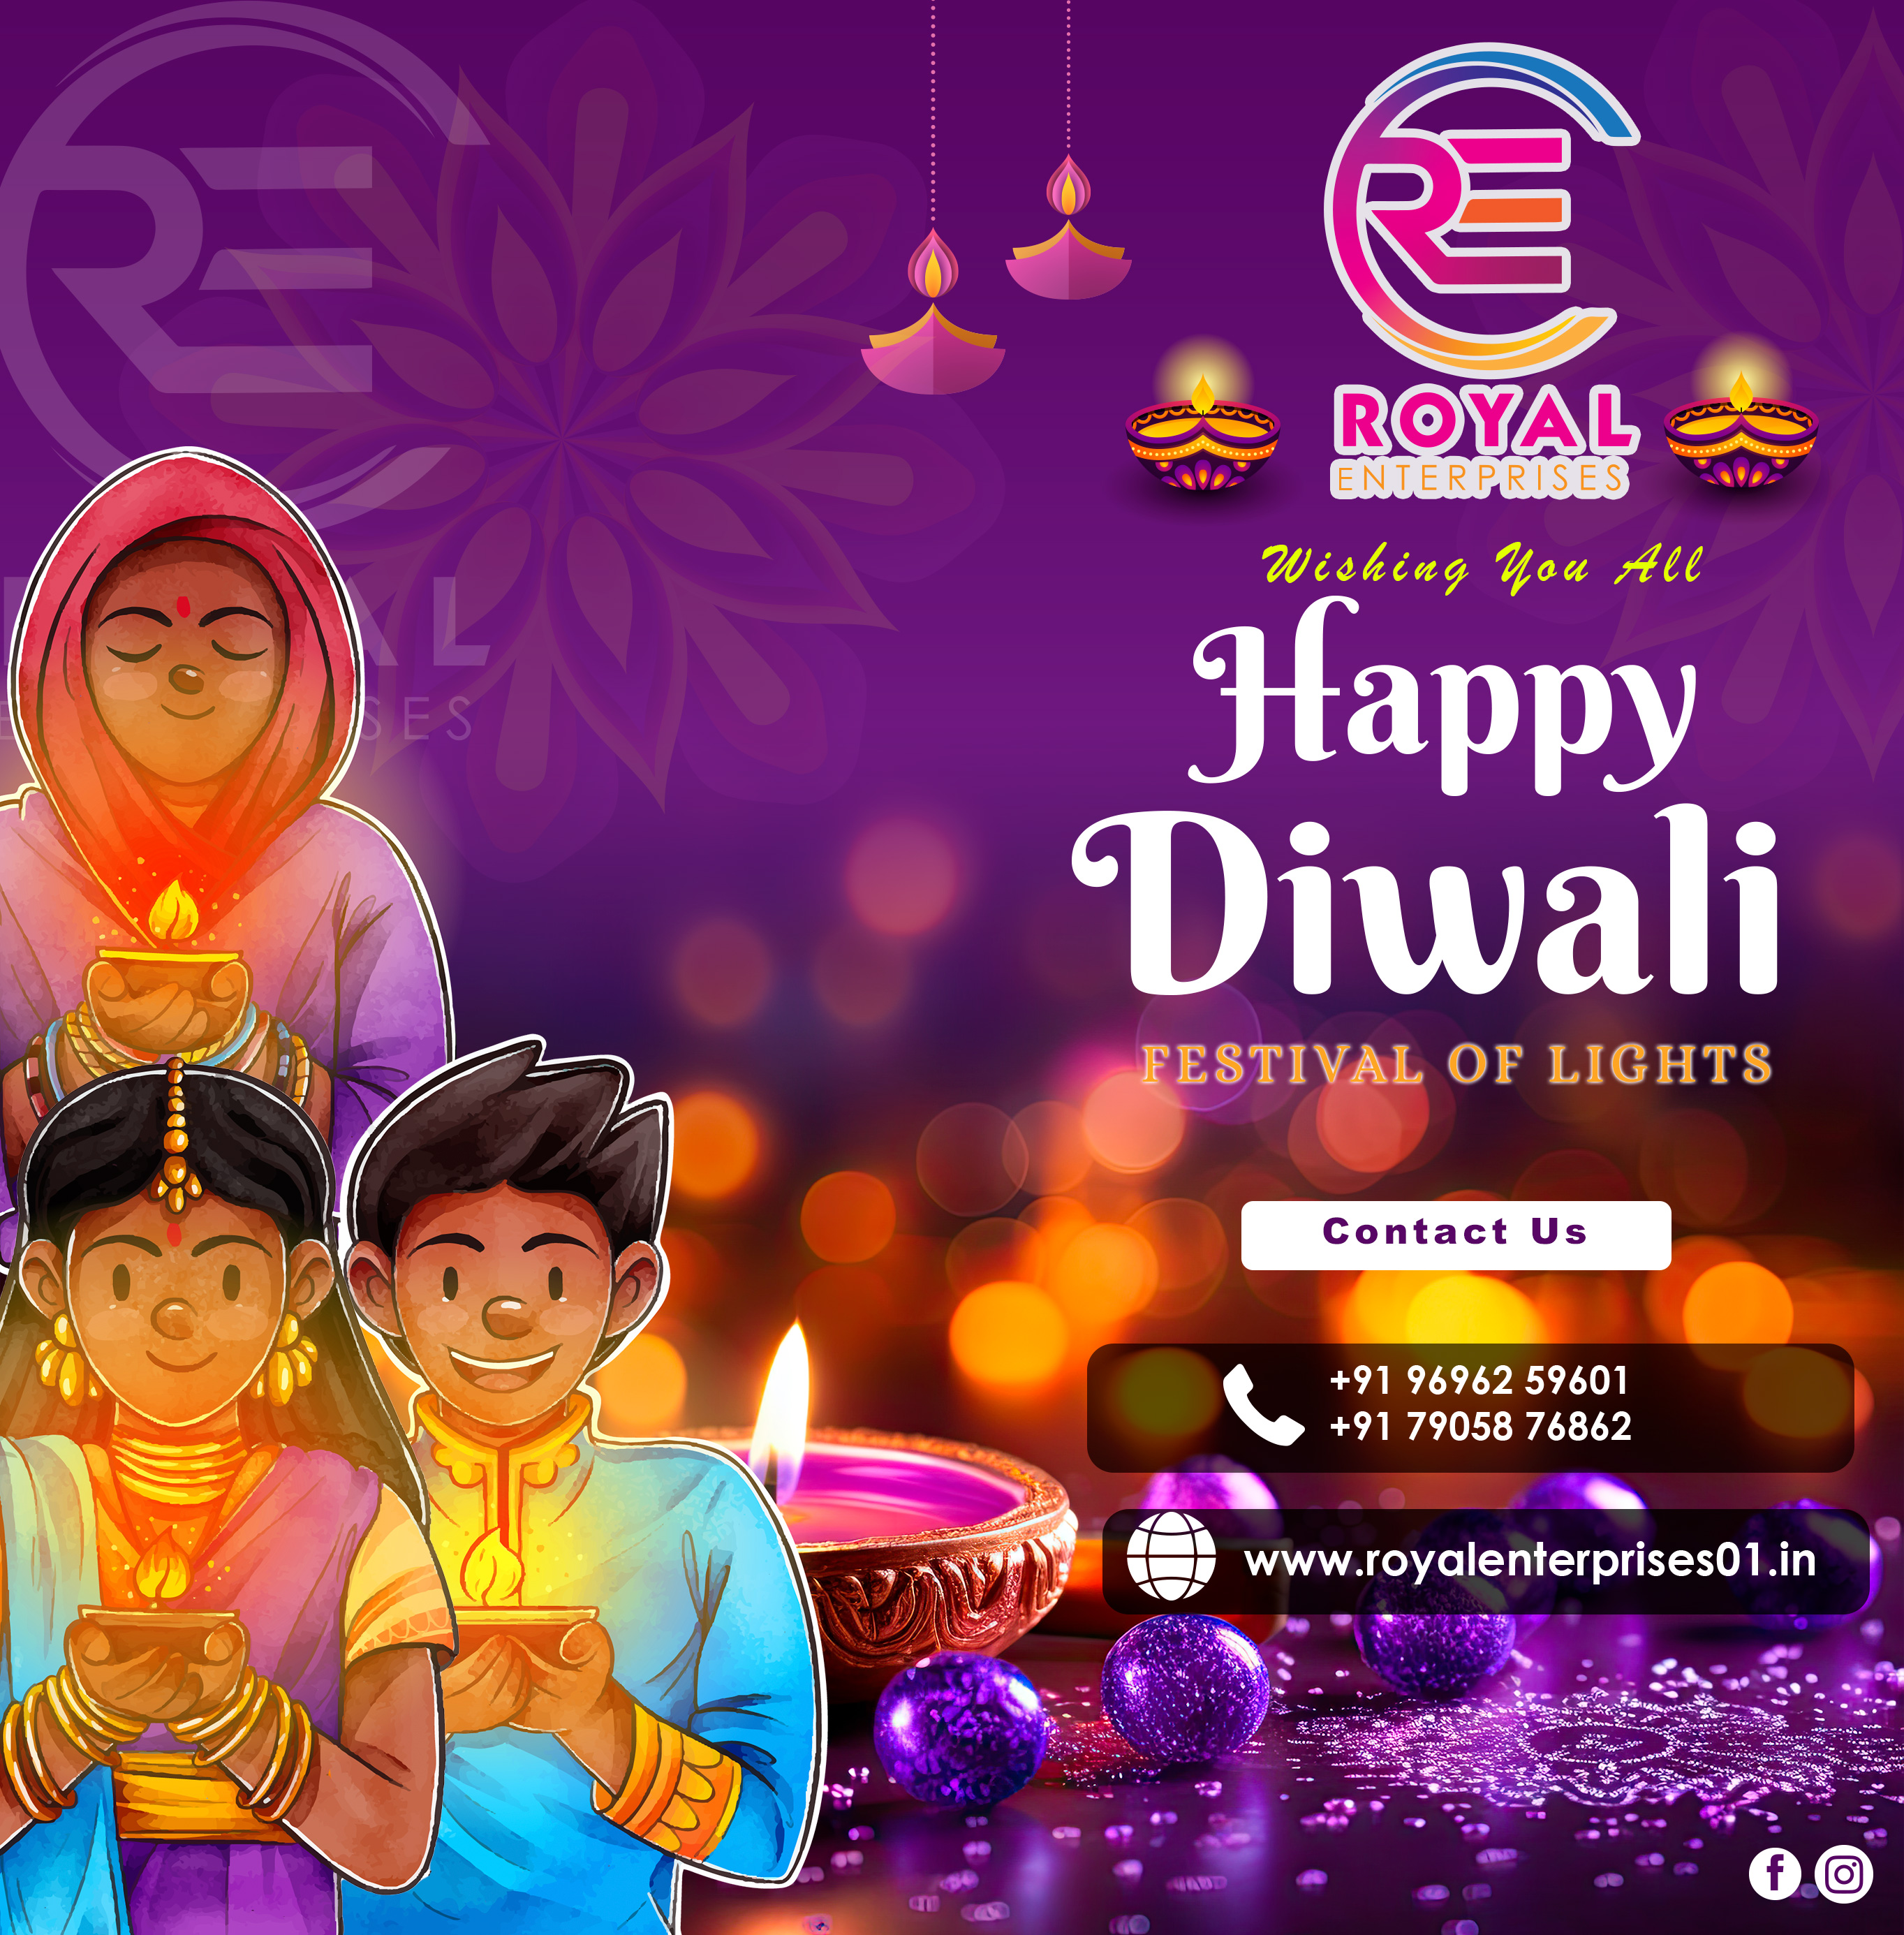 RE
ROYAL
ENTERPRISES
Wishing You All
Happy
Diwali
FESTIVAL OF LIGHTS
Contact Us
+91 96962 59601
+91 79058 76862
www.royalenterprises01.in